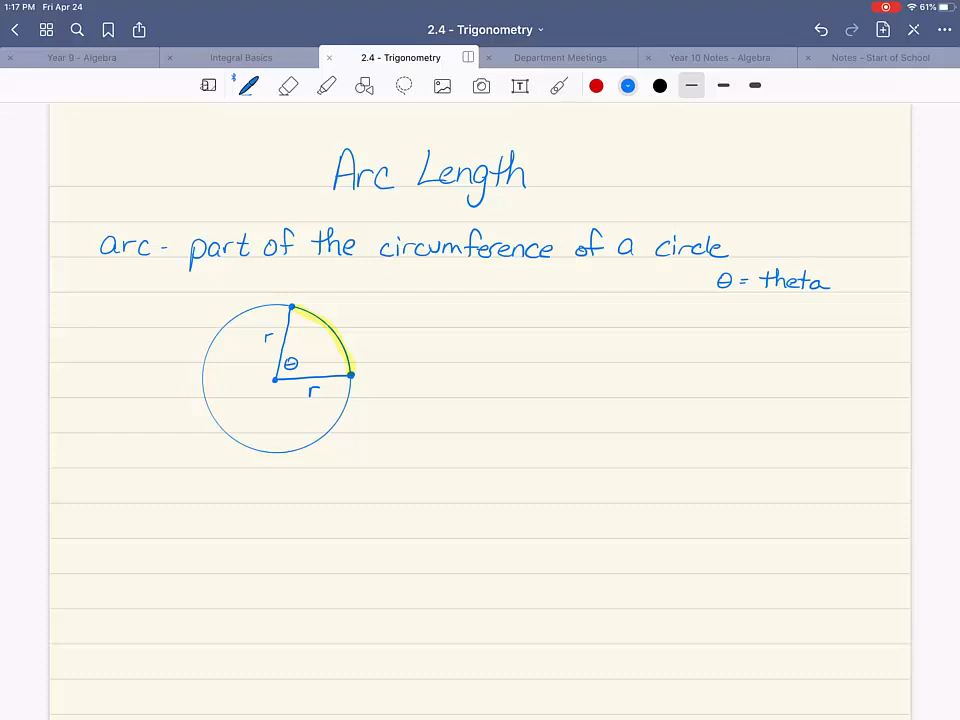 1:17 PM Fri Apr 24
61%
2.4 - Trigonometry
Year 9 - Algebra
Integral Basics
2.4 - Trigonometry
Department Meetings
Year 10 Notes - Algebra
Notes - Start of School
T
Arc Length
arc - part of the circumference of a circle
θ = theta
r
θ
r